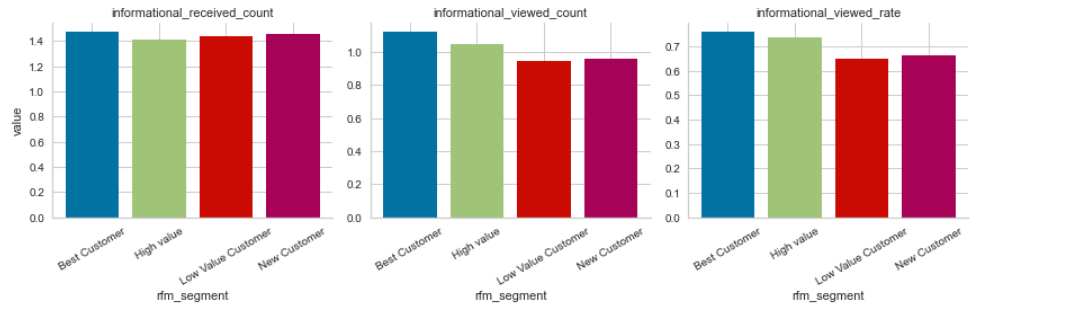 informational_received_count
value
1.4
1.2
1.0
0.8
0.6
0.4
0.2
0.0
Best Customer
High value
Low Value Customer
New Customer
rfm_segment
informational_viewed_count
1.0
0.8
0.6
0.4
0.2
0.0
Best Customer
High value
Low Value Customer
New Customer
rfm_segment
informational_viewed_rate
0.7
0.6
0.5
0.4
0.3
0.2
0.1
0.0
Best Customer
High value
Low Value Customer
New Customer
rfm_segment